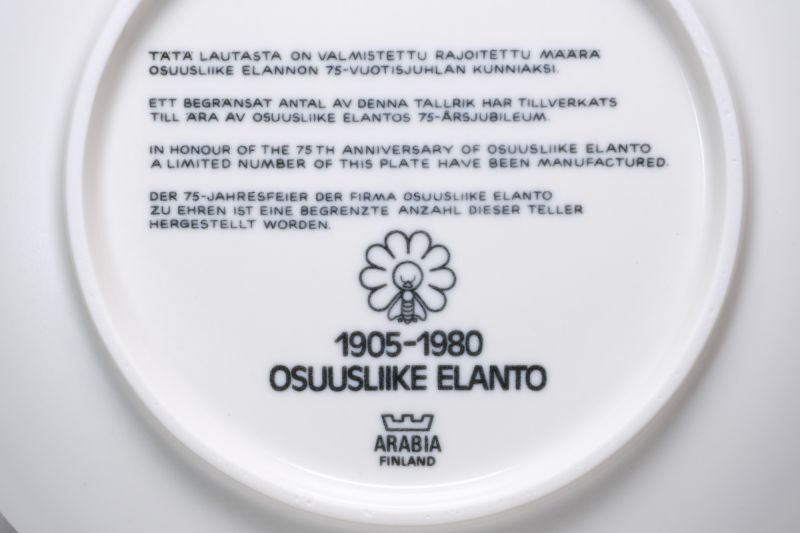 TÄTÄ LAUTASTA ON VALMISTETTU RAJOITETTU MÄÄRÄ
OSUUSLIIKE ELANNON 75-VUOTISJUHLAN KUNNIAKSI.
ETT BEGRÄNSAT ANTAL AV DENNA TALLRIK HAR TILLVERKATS
TILL ÄRA AV OSUUSLIIKE ELANTOS 75-ÅRSJUBILEUM.
IN HONOUR OF THE 75TH ANNIVERSARY OF OSUUSLIIKE ELANTO
A LIMITED NUMBER OF THIS PLATE HAVE BEEN MANUFACTURED.
DER 75-JAHRESFEIER DER FIRMA OSUUSLIIKE ELANTO
ZU EHREN IST EINE BEGRENZTE ANZAHL DIESER TELLER
HERGESTELLT WORDEN.
1905-1980
OSUUSLIIKE ELANTO
ARABIA
FINLAND